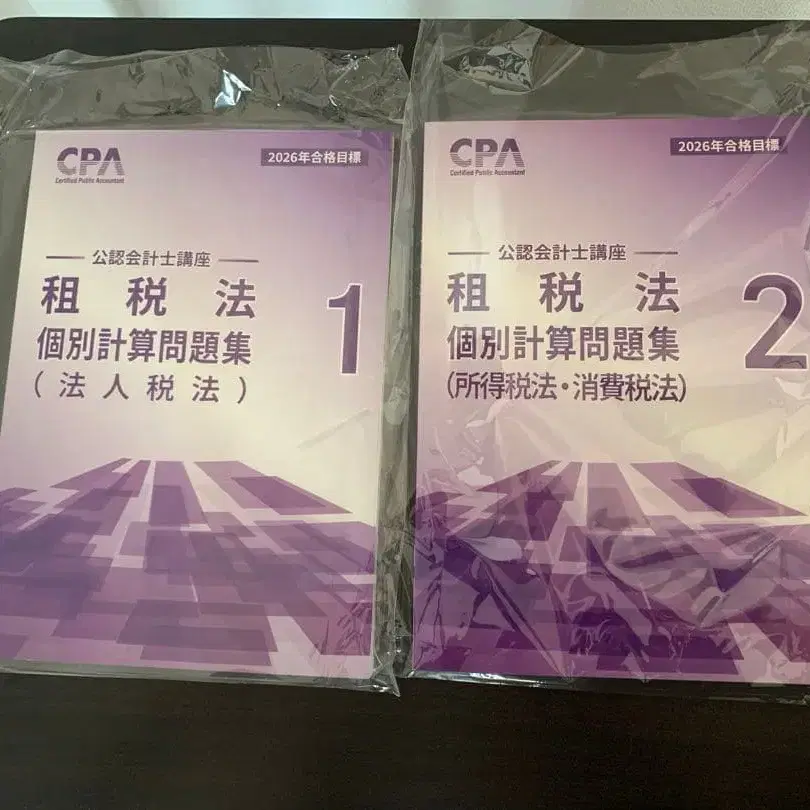 CPA
Certified Public Accountant
2026年合格目標
公認会計士講座
租税法
個別計算問題集
(法人税法)
1
CPA
Certified Public Accountant
2026年合格目標
公認会計士講座
租税法
個別計算問題集
(所得税法・消費税法)
2